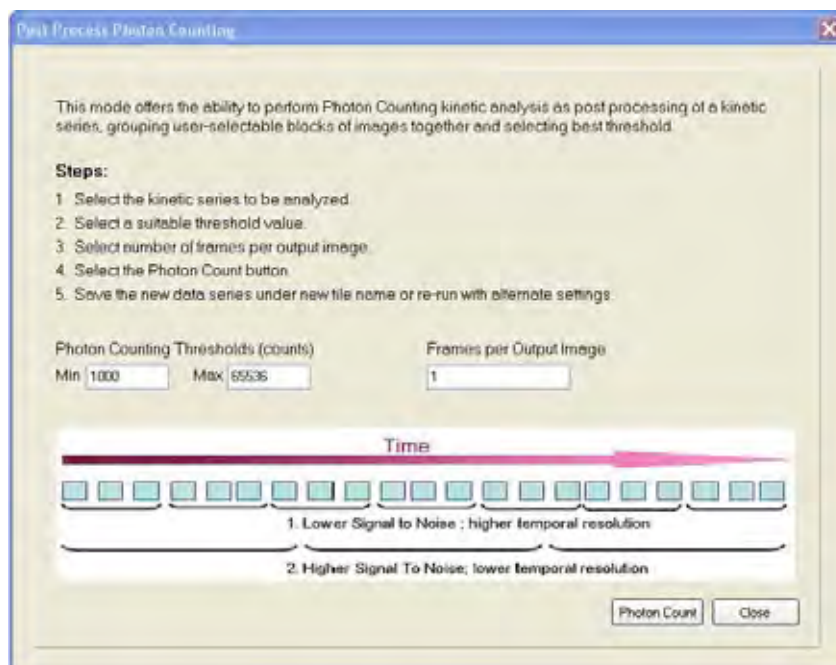 Post Process Photon Counting
This mode offers the ability to perform Photon Counting kinetic analysis as post processing of a kinetic
series, grouping user-selectable blocks of images together and selecting best threshold.
Steps:
1. Select the kinetic series to be analyzed.
2. Select a suitable threshold value.
3. Select number of frames per output image.
4. Select the Photon Count button.
5. Save the new data series under new file name or re-run with alternate settings.
Photon Counting Thresholds (counts)
Frames per Output Image
Min 1000 Max 65536
1
Time
1. Lower Signal to Noise ; higher temporal resolution
2. Higher Signal To Noise; lower temporal resolution
Photon Count Close